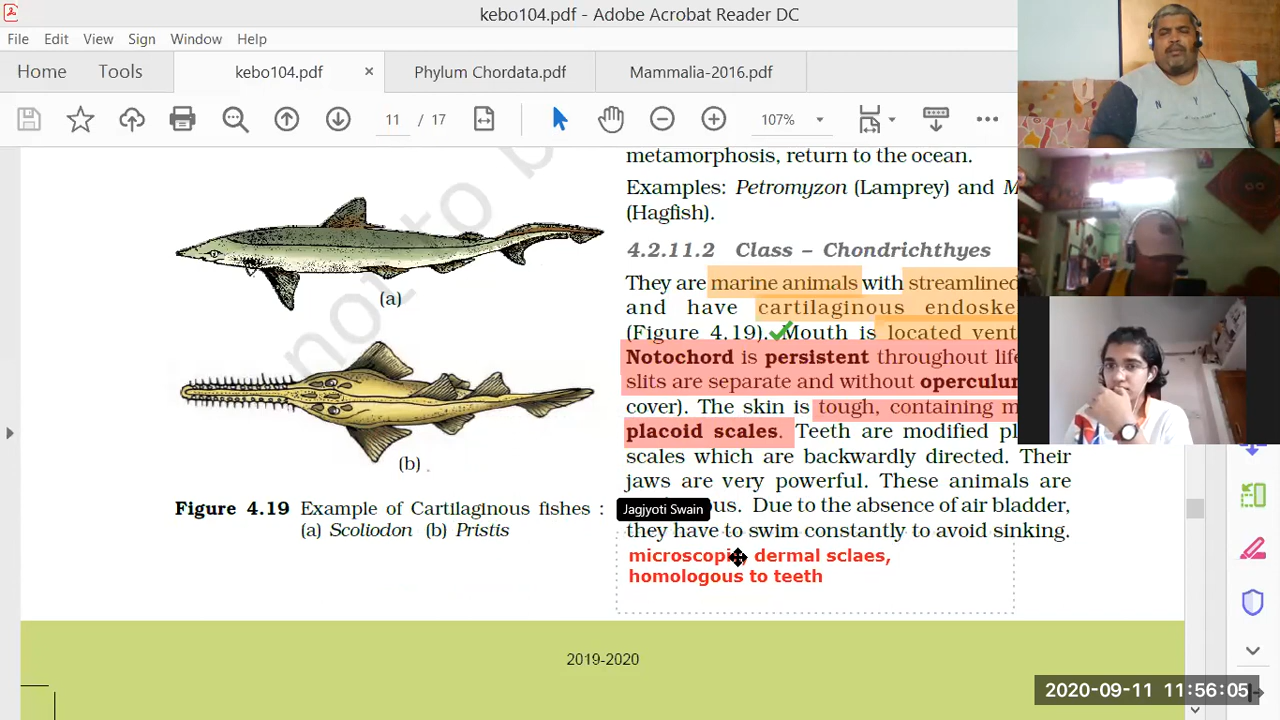 kebo104.pdf - Adobe Acrobat Reader DC
File Edit View Sign Window Help
Home Tools kebo104.pdf × Phylum Chordata.pdf Mammalia-2016.pdf
11 / 17 107%
metamorphosis, return to the ocean.
Examples: Petromyzon (Lamprey) and M
(Hagfish).
4.2.11.2 Class – Chondrichthyes
They are marine animals with streamlined
and have cartilaginous endoske
(Figure 4.19). Mouth is located vent
Notochord is persistent throughout life
slits are separate and without operculu
cover). The skin is tough, containing m
placoid scales. Teeth are modified pl
scales which are backwardly directed. Their
jaws are very powerful. These animals are
ous. Due to the absence of air bladder,
they have to swim constantly to avoid sinking.
Jagjyoti Swain
microscopi, dermal sclaes,
homologous to teeth
not to b
(a)
(b)
Figure 4.19 Example of Cartilaginous fishes :
(a) Scoliodon (b) Pristis
2019-2020
N Y
2020-09-11 11:56:05